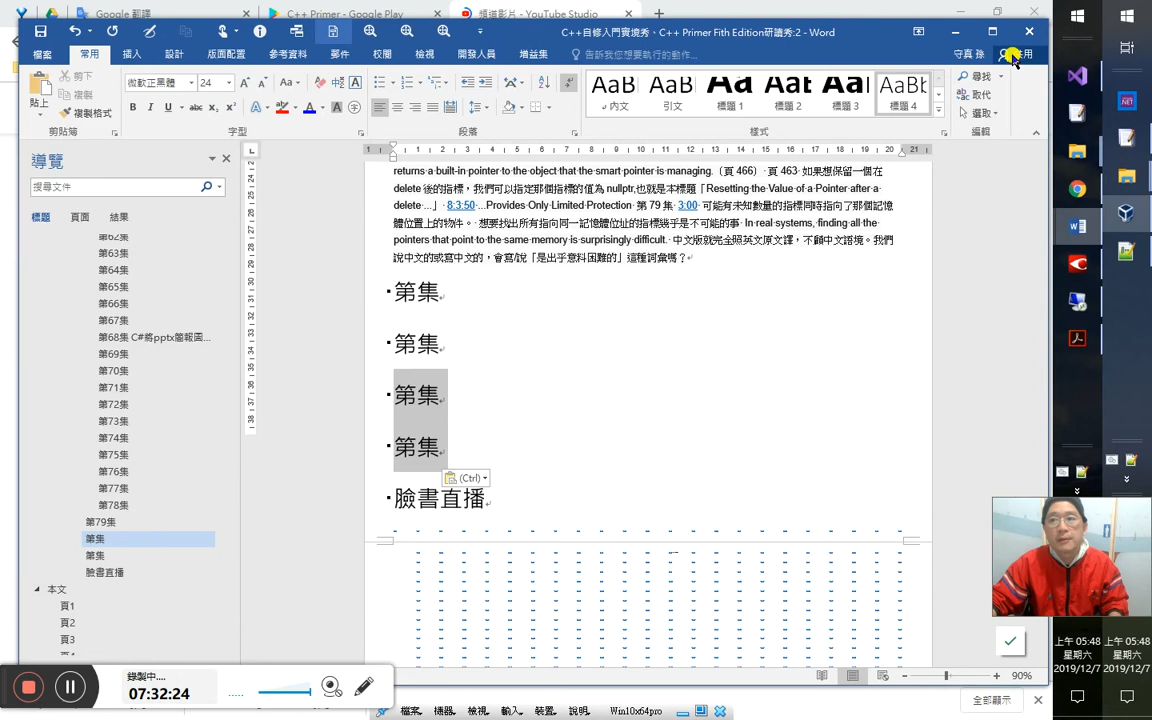 Google 翻譯
C++ Primer - Google Play
頻道影片 - YouTube Studio
C++自修入門實境秀、C++ Primer Fifth Edition研讀秀:2 - Word
檔案 常用 插入 設計 版面配置 參考資料 郵件 校閱 檢視 開發人員 增益集 告訴我您想要執行的動作... 守真 孫 共用
貼上
剪下
複製
複製格式
微軟正黑體 24
B I U abc x₂ x²
AaB AaB Aa Aat Aal AaBt
內文 引文 標題 1 標題 2 標題 3 標題 4
尋找
取代
選取
剪貼簿 字型 段落 樣式 編輯
導覽
搜尋文件
標題 頁面 結果
第62集
第63集
第64集
第65集
第66集
第67集
第68集 C#將pptx簡報圖...
第69集
第70集
第71集
第72集
第73集
第74集
第75集
第76集
第77集
第78集
第79集
第集
第集
臉書直播
本文
頁1
頁2
頁3
returns a built-in pointer to the object that the smart pointer is managing.（頁 466） 頁 463 如果想保留一個在
delete 後的指標，我們可以指定那個指標的值為 nullptr,也就是本標題「Resetting the Value of a Pointer after a
delete ...」 8:3:50 ...Provides Only Limited Protection 第 79 集 3:00 可能有未知數量的指標同時指向了那個記憶
體位置上的物件。 想要找出所有指向同一記憶體位址的指標幾乎是不可能的事 In real systems, finding all the
pointers that point to the same memory is surprisingly difficult. 中文版就完全照英文原文譯，不顧中文語境。我們
說中文的或寫中文的，會寫/說「是出乎意料困難的」這種詞彙嗎？
第集
第集
第集
第集
(Ctrl)
臉書直播
90%
錄製中....
07:32:24
檔案 機器 檢視 輸入 裝置 說明 Win10x64pro
全部顯示
上午 05:48
星期六
2019/12/7
上午 05:48
星期六
2019/12/7